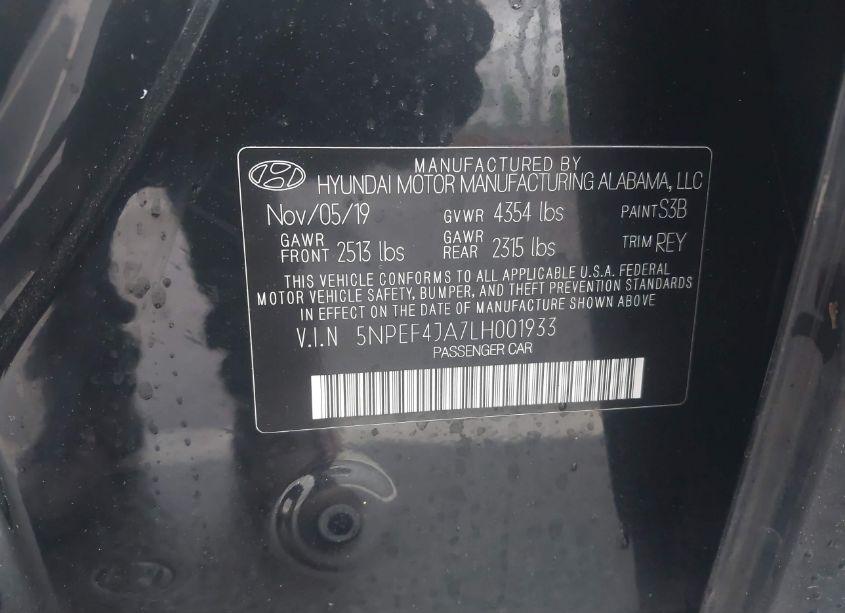 MANUFACTURED BY
HYUNDAI MOTOR MANUFACTURING ALABAMA, LLC
Nov/05/19 GVWR 4354 lbs PAINT S3B
GAWR FRONT 2513 lbs GAWR REAR 2315 lbs TRIM REY
THIS VEHICLE CONFORMS TO ALL APPLICABLE U.S.A. FEDERAL
MOTOR VEHICLE SAFETY, BUMPER, AND THEFT PREVENTION STANDARDS
IN EFFECT ON THE DATE OF MANUFACTURE SHOWN ABOVE
V.I.N 5NPEF4JA7LH001933
PASSENGER CAR